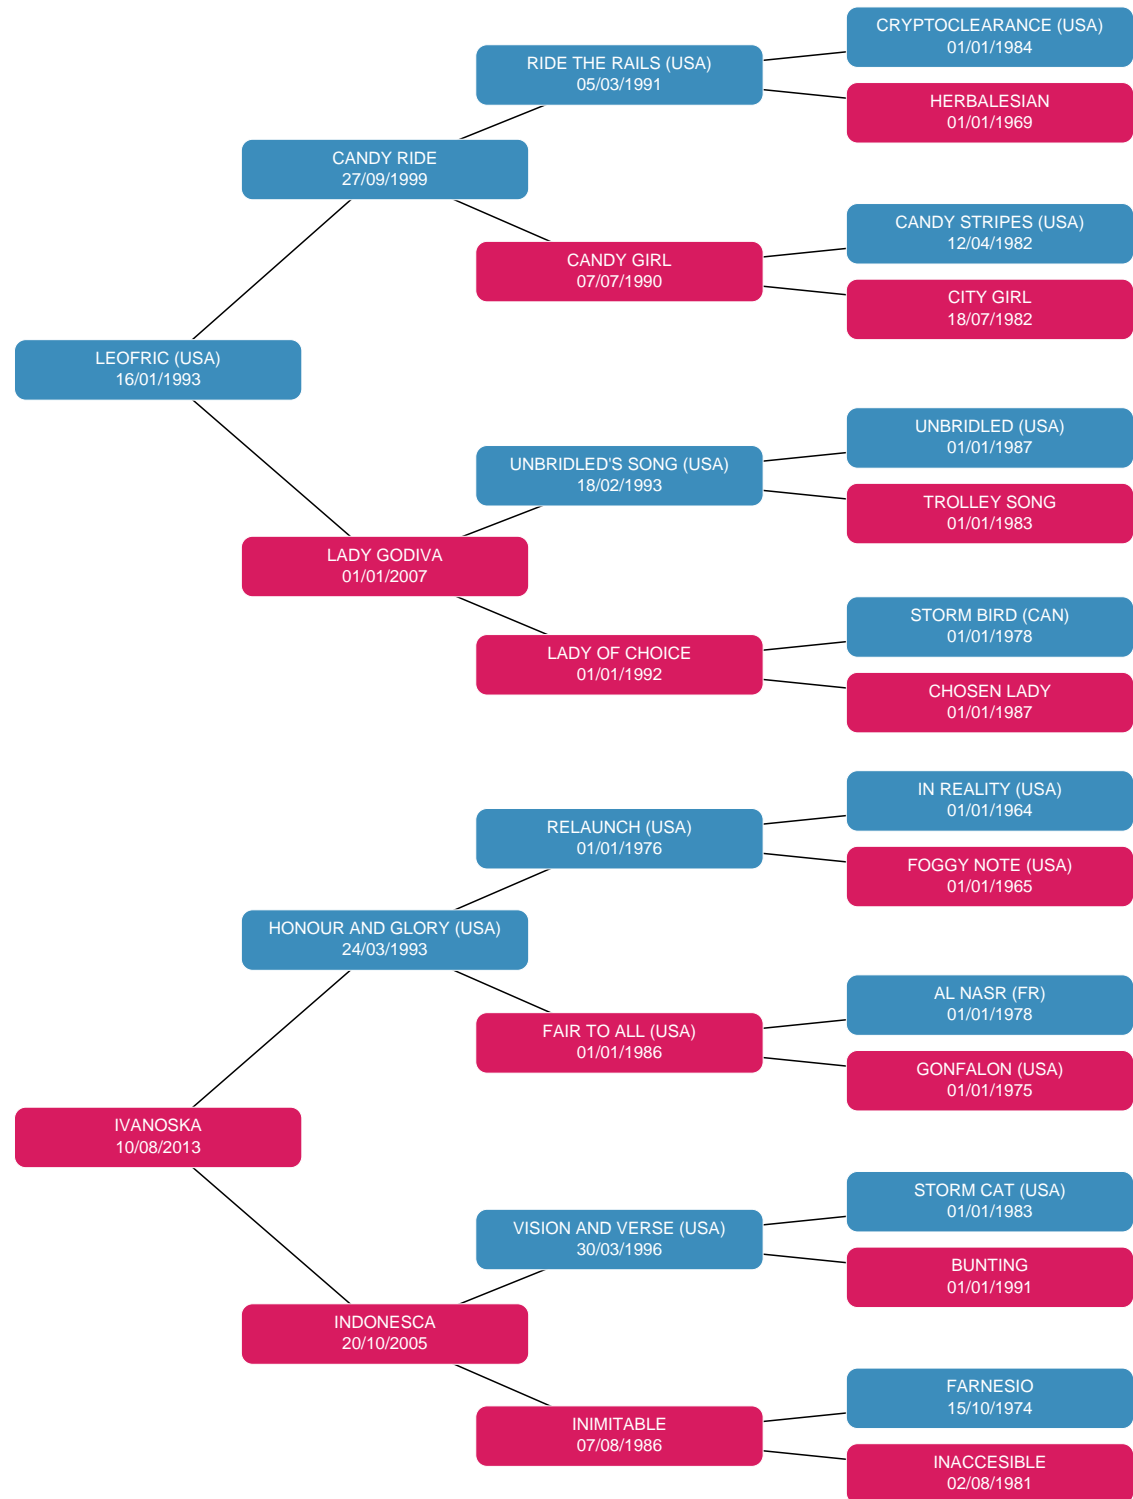 CRYPTOCLEARANCE (USA)
01/01/1984
RIDE THE RAILS (USA)
05/03/1991
HERBALESIAN
01/01/1969
CANDY RIDE
27/09/1999
CANDY STRIPES (USA)
12/04/1982
CANDY GIRL
07/07/1990
CITY GIRL
18/07/1982
LEOFRIC (USA)
16/01/1993
UNBRIDLED (USA)
01/01/1987
UNBRIDLED'S SONG (USA)
18/02/1993
TROLLEY SONG
01/01/1983
LADY GODIVA
01/01/2007
STORM BIRD (CAN)
01/01/1978
LADY OF CHOICE
01/01/1992
CHOSEN LADY
01/01/1987
IN REALITY (USA)
01/01/1964
RELAUNCH (USA)
01/01/1976
FOGGY NOTE (USA)
01/01/1965
HONOUR AND GLORY (USA)
24/03/1993
AL NASR (FR)
01/01/1978
FAIR TO ALL (USA)
01/01/1986
GONFALON (USA)
01/01/1975
IVANOSKA
10/08/2013
STORM CAT (USA)
01/01/1983
VISION AND VERSE (USA)
30/03/1996
BUNTING
01/01/1991
INDONESCA
20/10/2005
FARNESIO
15/10/1974
INIMITABLE
07/08/1986
INACCESIBLE
02/08/1981